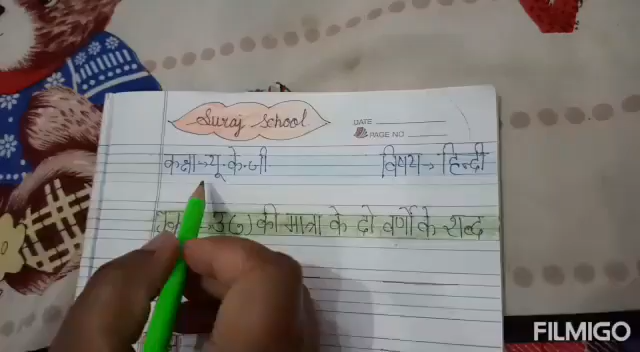 Suraj School
DATE
PAGE NO
कक्षा→यू.के.जी
विषय→हिन्दी
उ(ु) की मात्रा के दो वर्णों के शब्द
FILMIGO